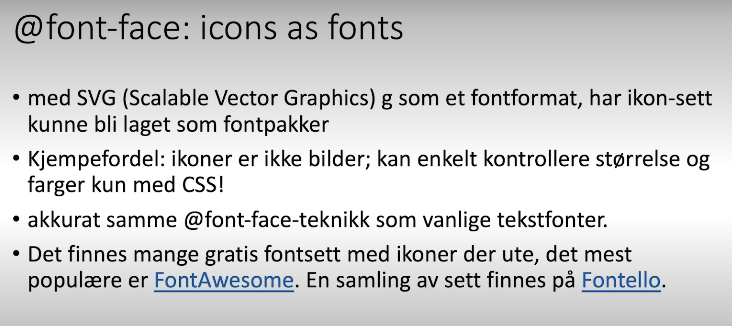 @font-face: icons as fonts
• med SVG (Scalable Vector Graphics) g som et fontformat, har ikon-sett
kunne bli laget som fontpakker
• Kjempefordel: ikoner er ikke bilder; kan enkelt kontrollere størrelse og
farger kun med CSS!
• akkurat samme @font-face-teknikk som vanlige tekstfonter.
• Det finnes mange gratis fontsett med ikoner der ute, det mest
populære er FontAwesome. En samling av sett finnes på Fontello.